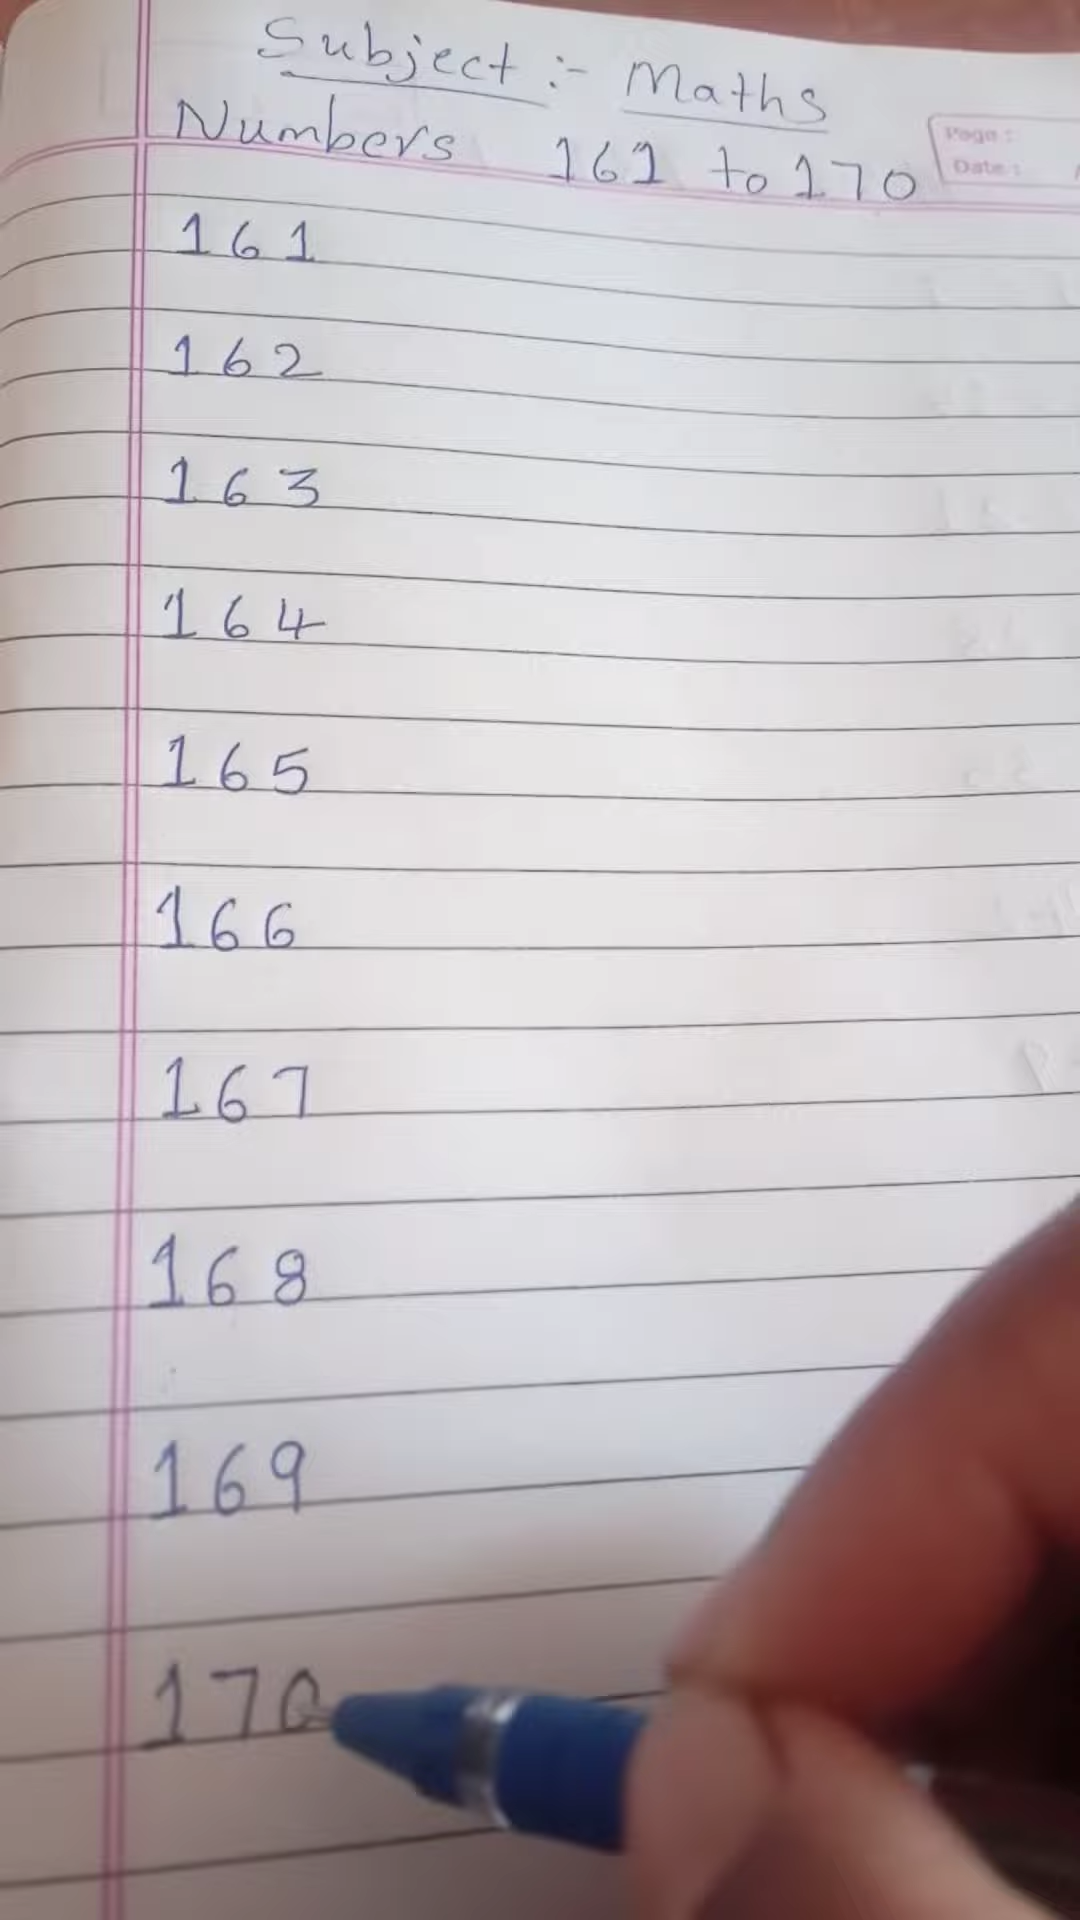 Subject :- Maths
Numbers 161 to 170
Page :
Date :
161
162
163
164
165
166
167
168
169
170